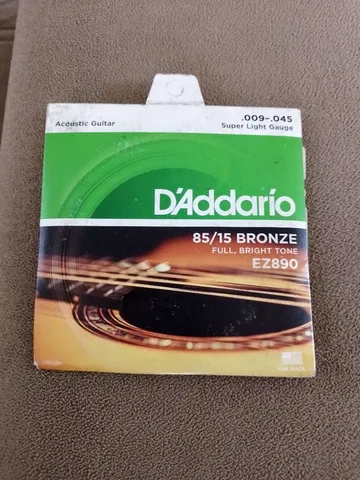 Acoustic Guitar
.009-.045
Super Light Gauge
D'Addario
85/15 BRONZE
FULL, BRIGHT TONE
EZ890